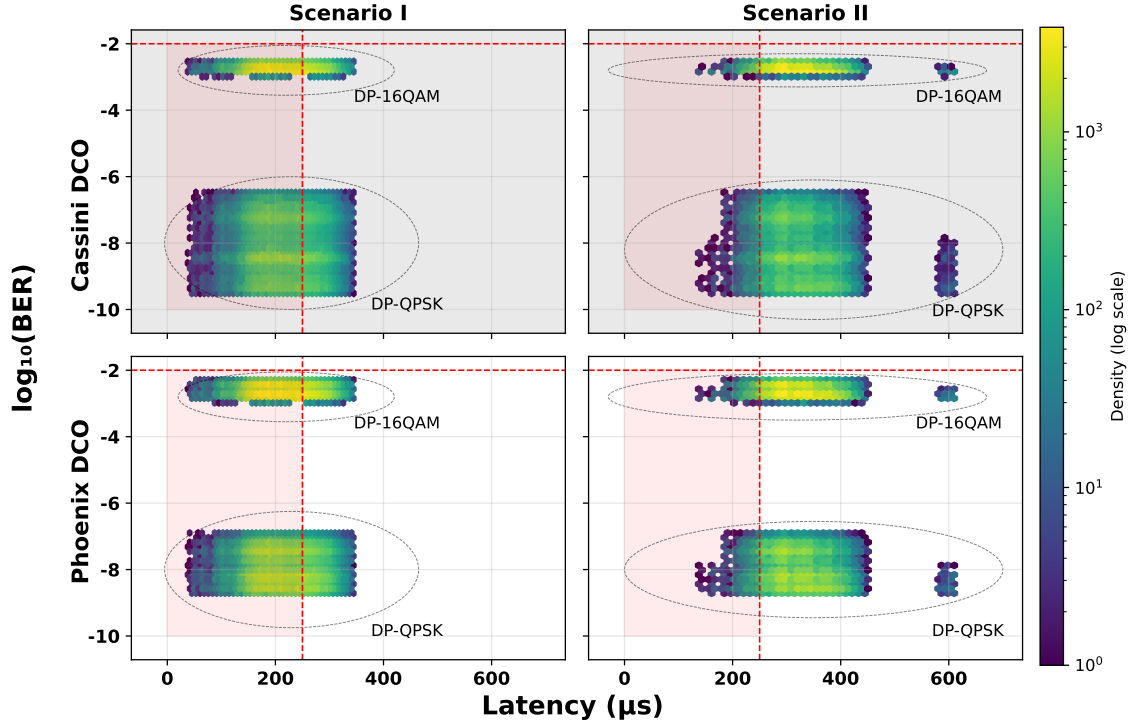 Scenario I
Scenario II
-2
-4
-6
-8
-10
DP-16QAM
DP-QPSK
DP-16QAM
DP-QPSK
Cassini DCO
-2
-4
-6
-8
-10
DP-16QAM
DP-QPSK
DP-16QAM
DP-QPSK
Phoenix DCO
log₁₀(BER)
0 200 400 600
0 200 400 600
Latency (μs)
10³
10²
10¹
10⁰
Density (log scale)